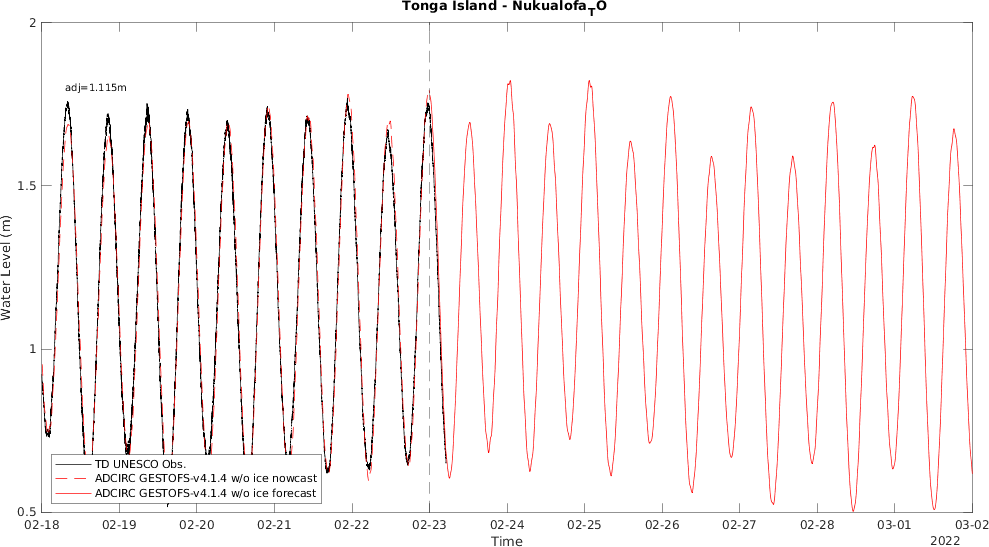 Tonga Island - NukualofaTO
2
adj=1.115m
1.5
Water Level (m)
1
TD UNESCO Obs.
ADCIRC GESTOFS-v4.1.4 w/o ice nowcast
ADCIRC GESTOFS-v4.1.4 w/o ice forecast
0.5
02-18 02-19 02-20 02-21 02-22 02-23 02-24 02-25 02-26 02-27 02-28 03-01 03-02
Time
2022